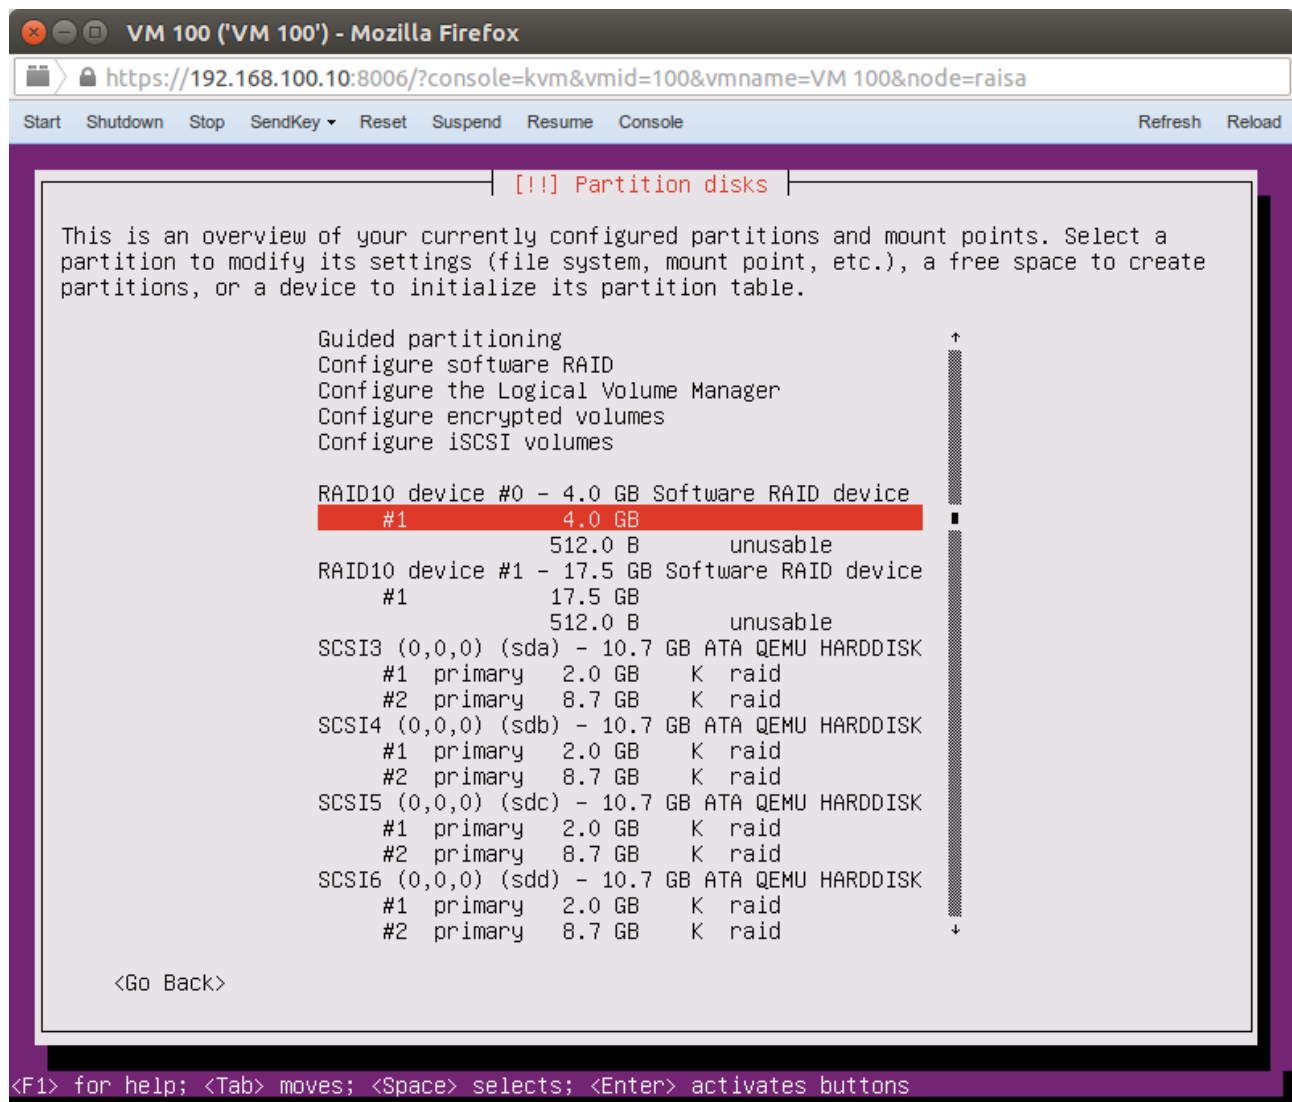 VM 100 ('VM 100') - Mozilla Firefox
https://192.168.100.10:8006/?console=kvm&vmid=100&vmname=VM 100&node=raisa
Start Shutdown Stop SendKey Reset Suspend Resume Console Refresh Reload
[!!] Partition disks
This is an overview of your currently configured partitions and mount points. Select a
partition to modify its settings (file system, mount point, etc.), a free space to create
partitions, or a device to initialize its partition table.
Guided partitioning
Configure software RAID
Configure the Logical Volume Manager
Configure encrypted volumes
Configure iSCSI volumes
RAID10 device #0 - 4.0 GB Software RAID device
#1 4.0 GB
512.0 B unusable
RAID10 device #1 - 17.5 GB Software RAID device
#1 17.5 GB
512.0 B unusable
SCSI3 (0,0,0) (sda) - 10.7 GB ATA QEMU HARDDISK
#1 primary 2.0 GB K raid
#2 primary 8.7 GB K raid
SCSI4 (0,0,0) (sdb) - 10.7 GB ATA QEMU HARDDISK
#1 primary 2.0 GB K raid
#2 primary 8.7 GB K raid
SCSI5 (0,0,0) (sdc) - 10.7 GB ATA QEMU HARDDISK
#1 primary 2.0 GB K raid
#2 primary 8.7 GB K raid
SCSI6 (0,0,0) (sdd) - 10.7 GB ATA QEMU HARDDISK
#1 primary 2.0 GB K raid
#2 primary 8.7 GB K raid
<Go Back>
<F1> for help; <Tab> moves; <Space> selects; <Enter> activates buttons